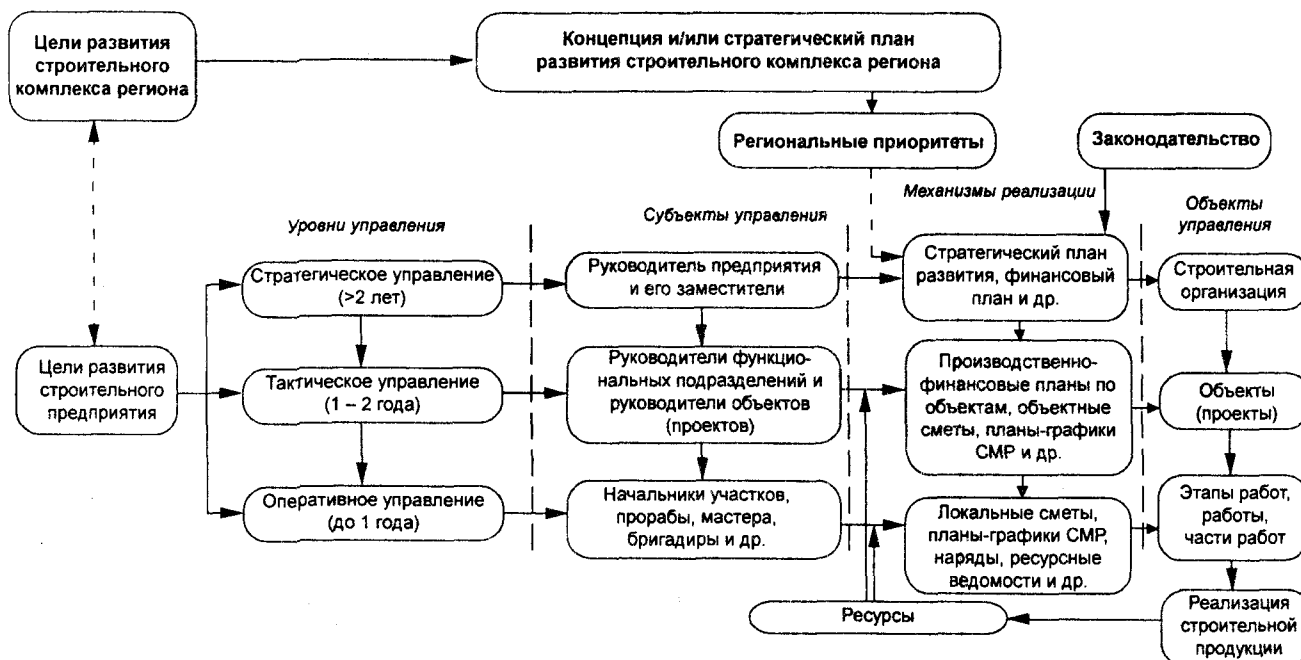 Цели развития
строительного
комплекса региона
Концепция и/или стратегический план
развития строительного комплекса региона
Региональные приоритеты
Законодательство
Механизмы реализации
Объекты
управления
Уровни управления
Субъекты управления
Стратегическое управление
(>2 лет)
Руководитель предприятия
и его заместители
Стратегический план
развития, финансовый
план и др.
Строительная
организация
Цели развития
строительного
предприятия
Тактическое управление
(1 – 2 года)
Руководители функцио-
нальных подразделений и
руководители объектов
(проектов)
Производственно-
финансовые планы по
объектам, объектные
сметы, планы-графики
СМР и др.
Объекты
(проекты)
Оперативное управление
(до 1 года)
Начальники участков,
прорабы, мастера,
бригадиры и др.
Локальные сметы,
планы-графики СМР,
наряды, ресурсные
ведомости и др.
Этапы работ,
работы,
части работ
Ресурсы
Реализация
строительной
продукции